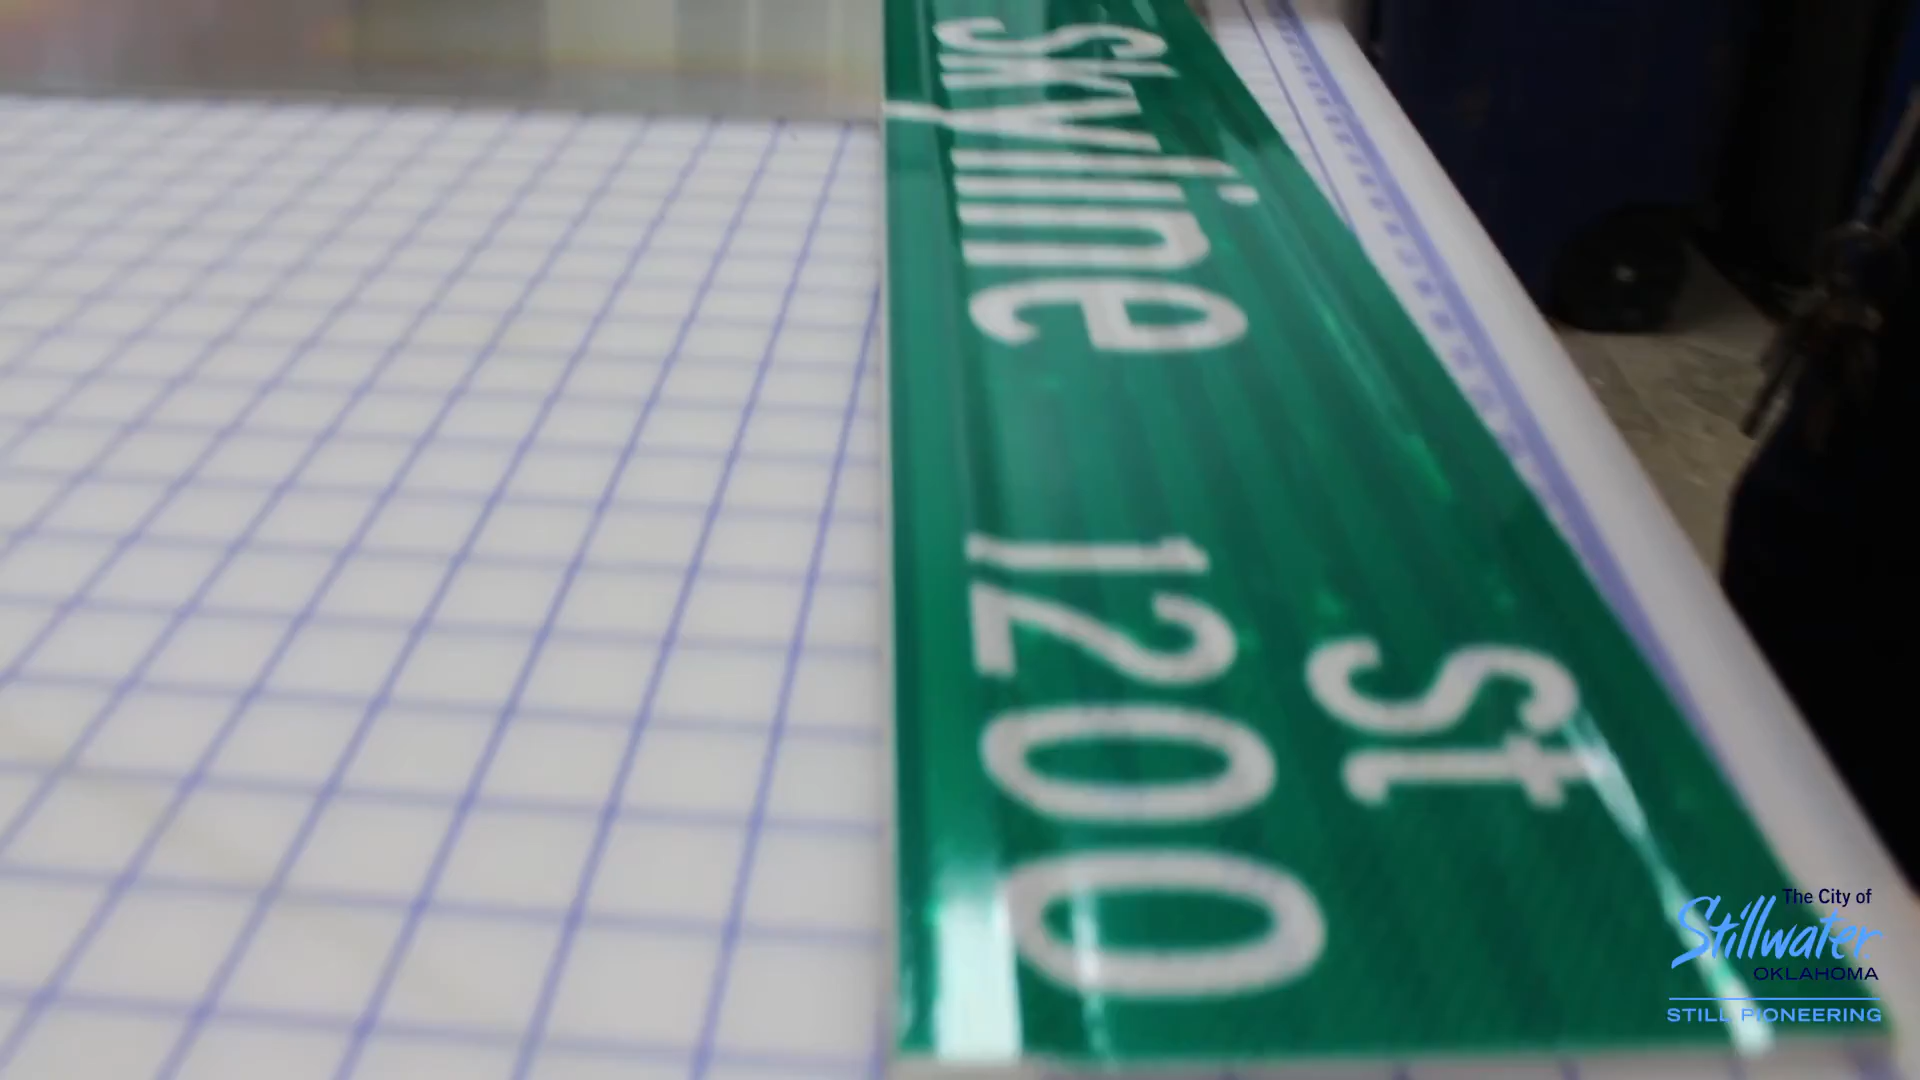 Skyline St
1200
The City of
Stillwater
OKLAHOMA
STILL PIONEERING